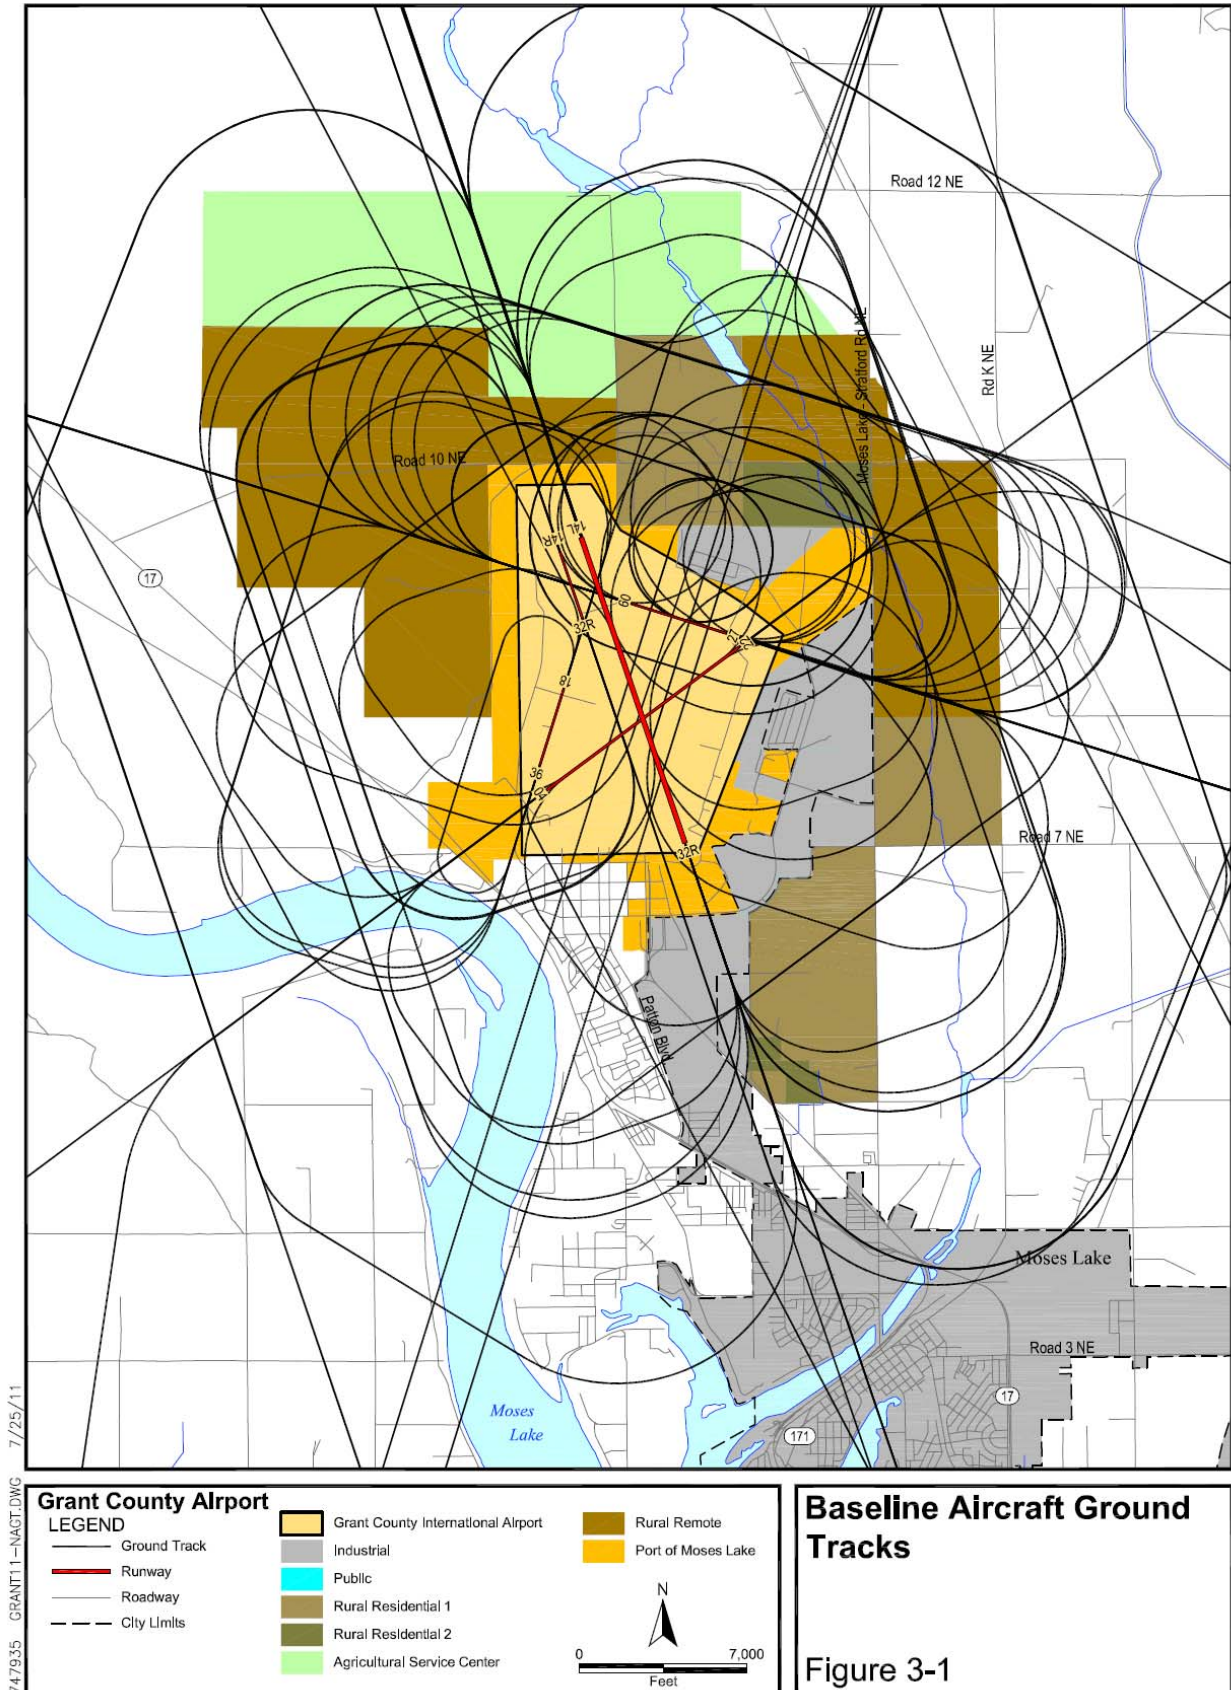 Road 12 NE
Moses Lake - Stratford Rd NE
Rd K NE
Road 10 NE
17
14L
14R
32R
09
27
22
18
36
04
32R
Road 7 NE
Patton Blvd
Moses Lake
Road 3 NE
17
171
Moses
Lake
747935 GRANT11-NAGT.DWG 7/25/11
Grant County Airport
LEGEND
Ground Track
Runway
Roadway
City Limits
Grant County International Airport
Industrial
Public
Rural Residential 1
Rural Residential 2
Agricultural Service Center
Rural Remote
Port of Moses Lake
N
0 7,000
Feet
Baseline Aircraft Ground
Tracks
Figure 3-1